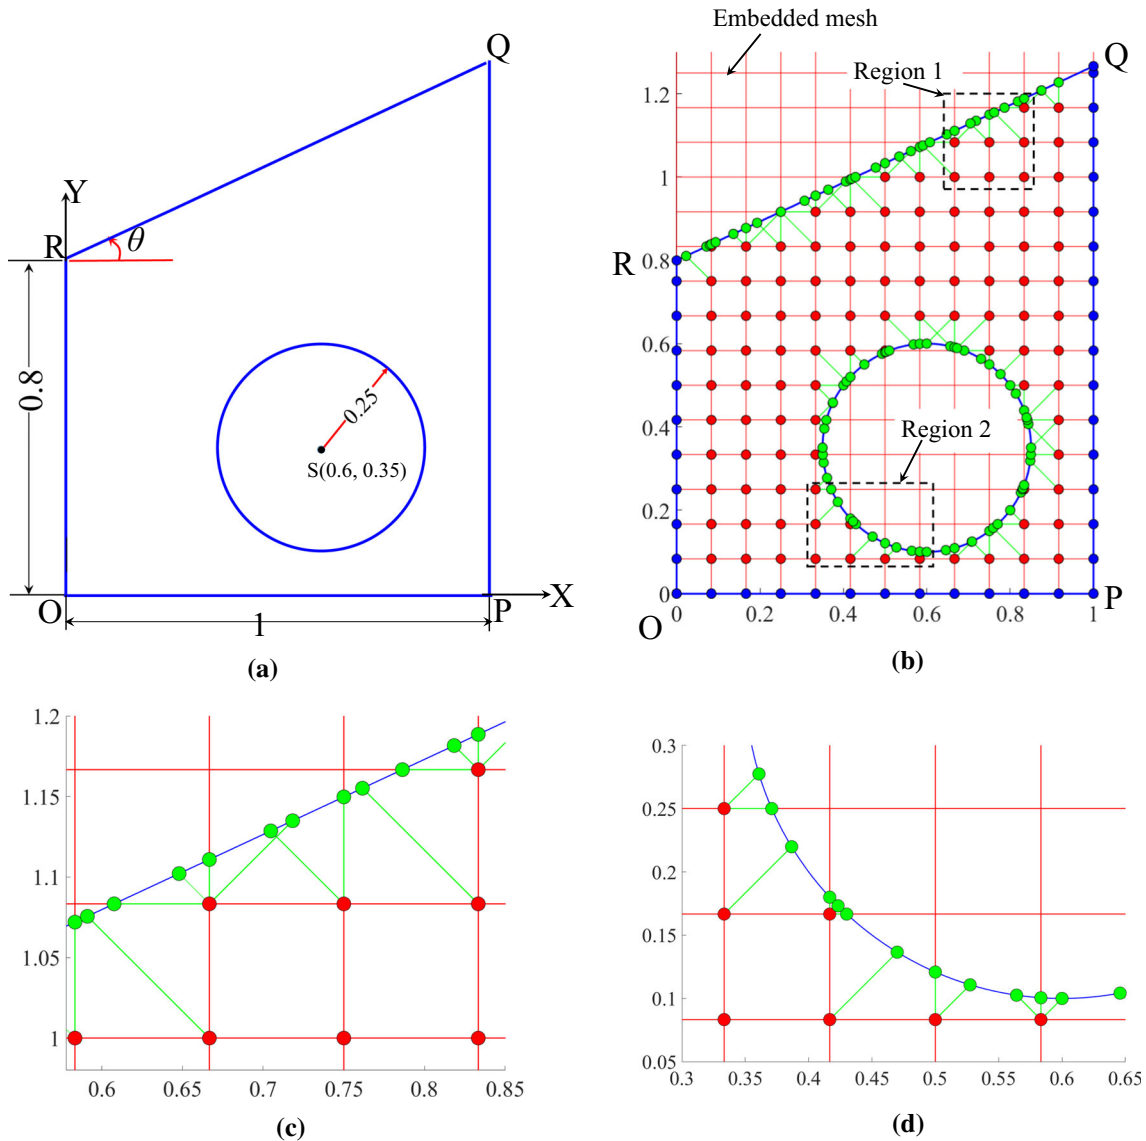 Q
Y
R
θ
0.8
0.25
S(0.6, 0.35)
O
P
X
1
(a)
Embedded mesh
Region 1
Q
1.2
1
R
0.8
0.6
0.4
0.2
0
Region 2
P
O
0 0.2 0.4 0.6 0.8 1
(b)
1.2
1.15
1.1
1.05
1
0.6 0.65 0.7 0.75 0.8 0.85
(c)
0.3
0.25
0.2
0.15
0.1
0.05
0.3 0.35 0.4 0.45 0.5 0.55 0.6 0.65
(d)